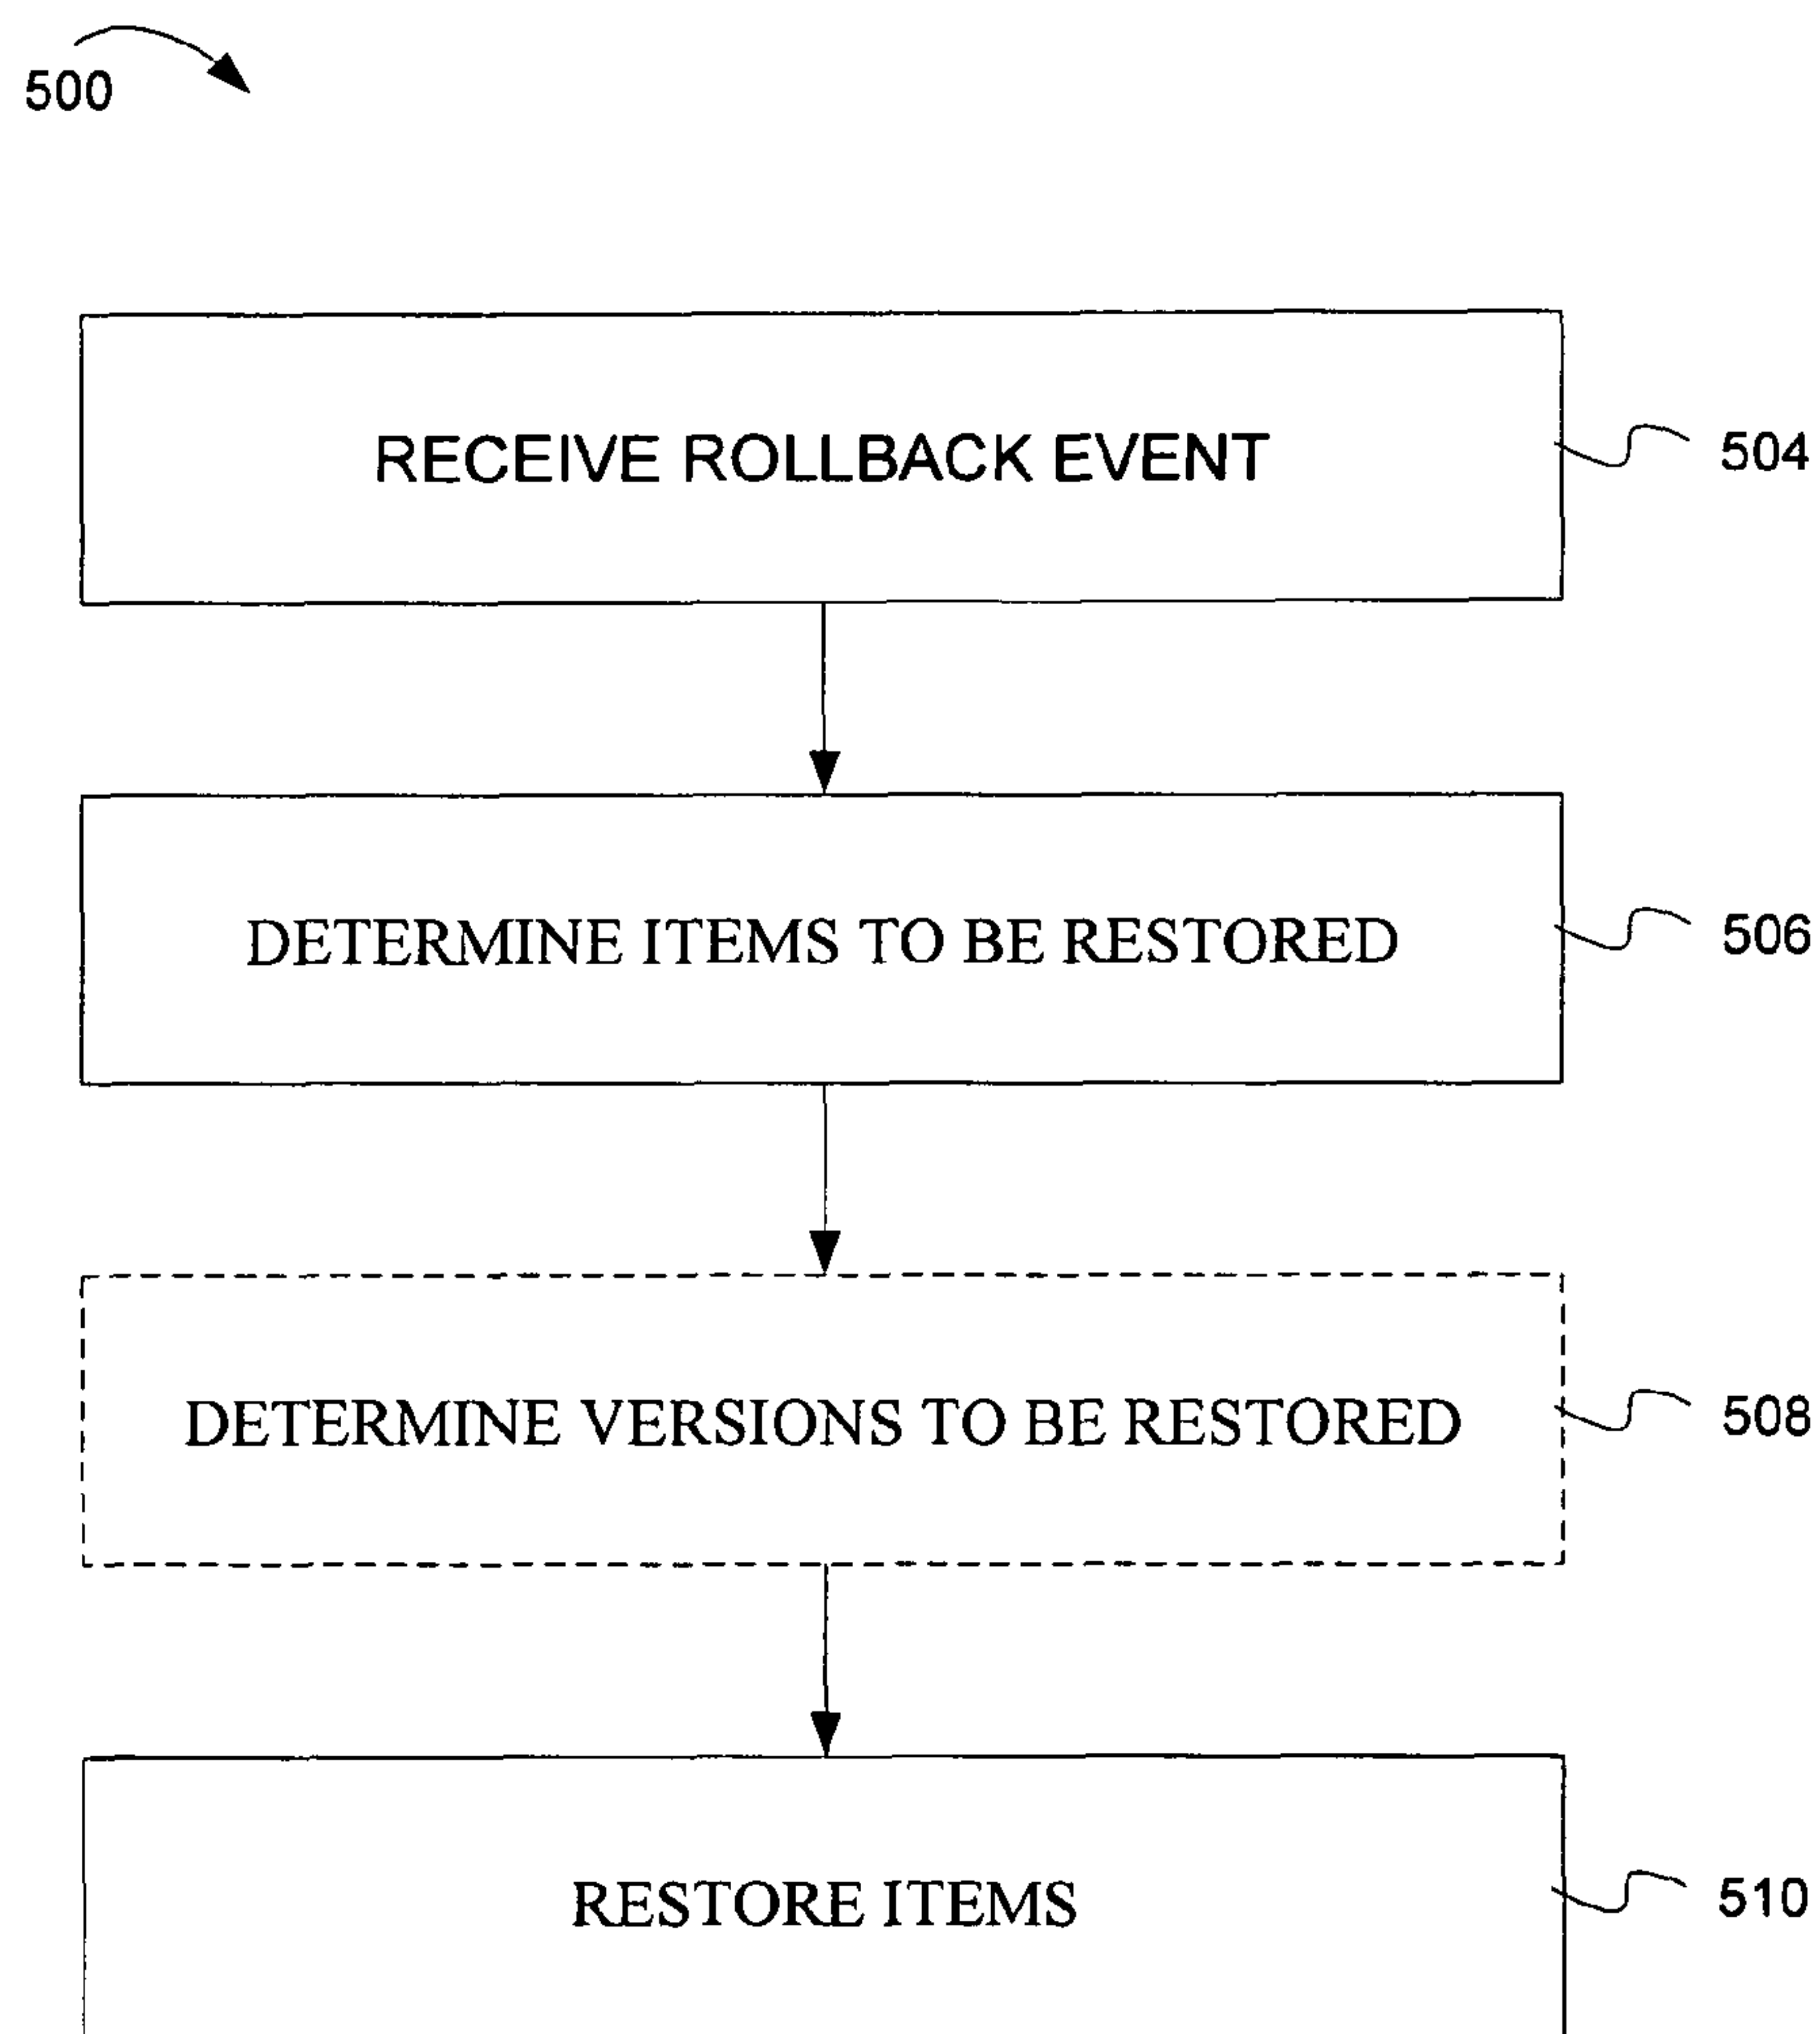 500
RECEIVE ROLLBACK EVENT
504
DETERMINE ITEMS TO BE RESTORED
506
DETERMINE VERSIONS TO BE RESTORED
508
RESTORE ITEMS
510